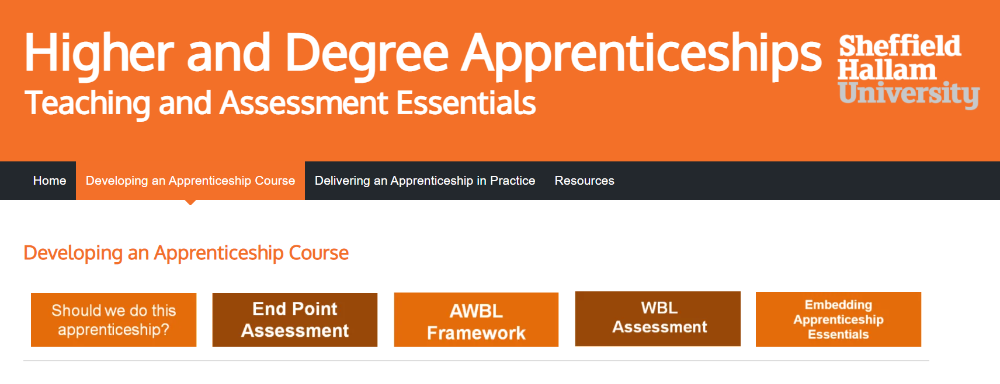 Higher and Degree Apprenticeships
Teaching and Assessment Essentials
Sheffield
Hallam
University
Home
Developing an Apprenticeship Course
Delivering an Apprenticeship in Practice
Resources
Developing an Apprenticeship Course
Should we do this
apprenticeship?
End Point
Assessment
AWBL
Framework
WBL
Assessment
Embedding
Apprenticeship
Essentials